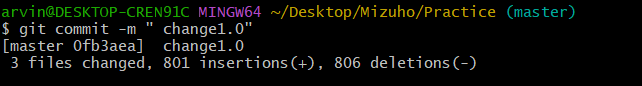 arvin@DESKTOP-CREN91C MINGW64 ~/Desktop/Mizuho/Practice (master)
$ git commit -m " change1.0"
[master 0fb3aea]  change1.0
 3 files changed, 801 insertions(+), 806 deletions(-)